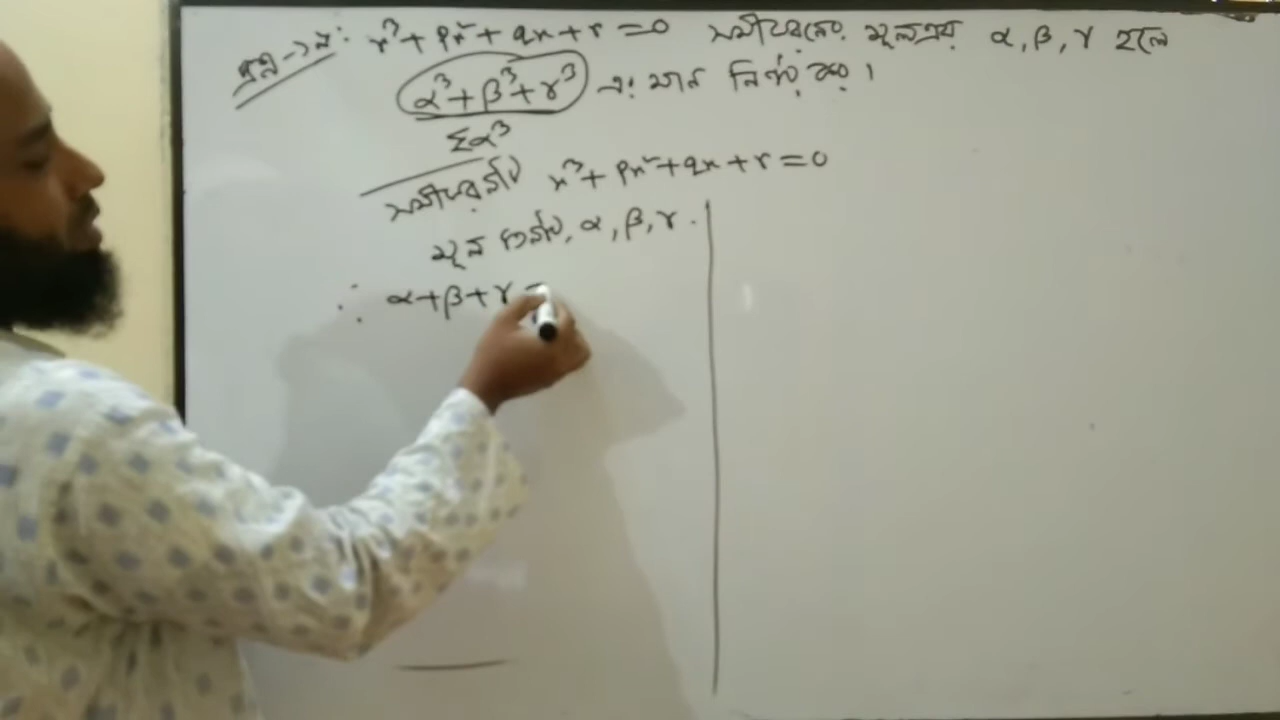 প্রশ্ন-১২: x³ + px² + qx + r = 0 সমীকরণের মূলত্রয় α, β, γ হলে
α³ + β³ + γ³ এর মান নির্ণয় কর।
Σα³
সমীকরণটি x³ + px² + qx + r = 0
মূল তিনটি, α, β, γ.
∴ α + β + γ =